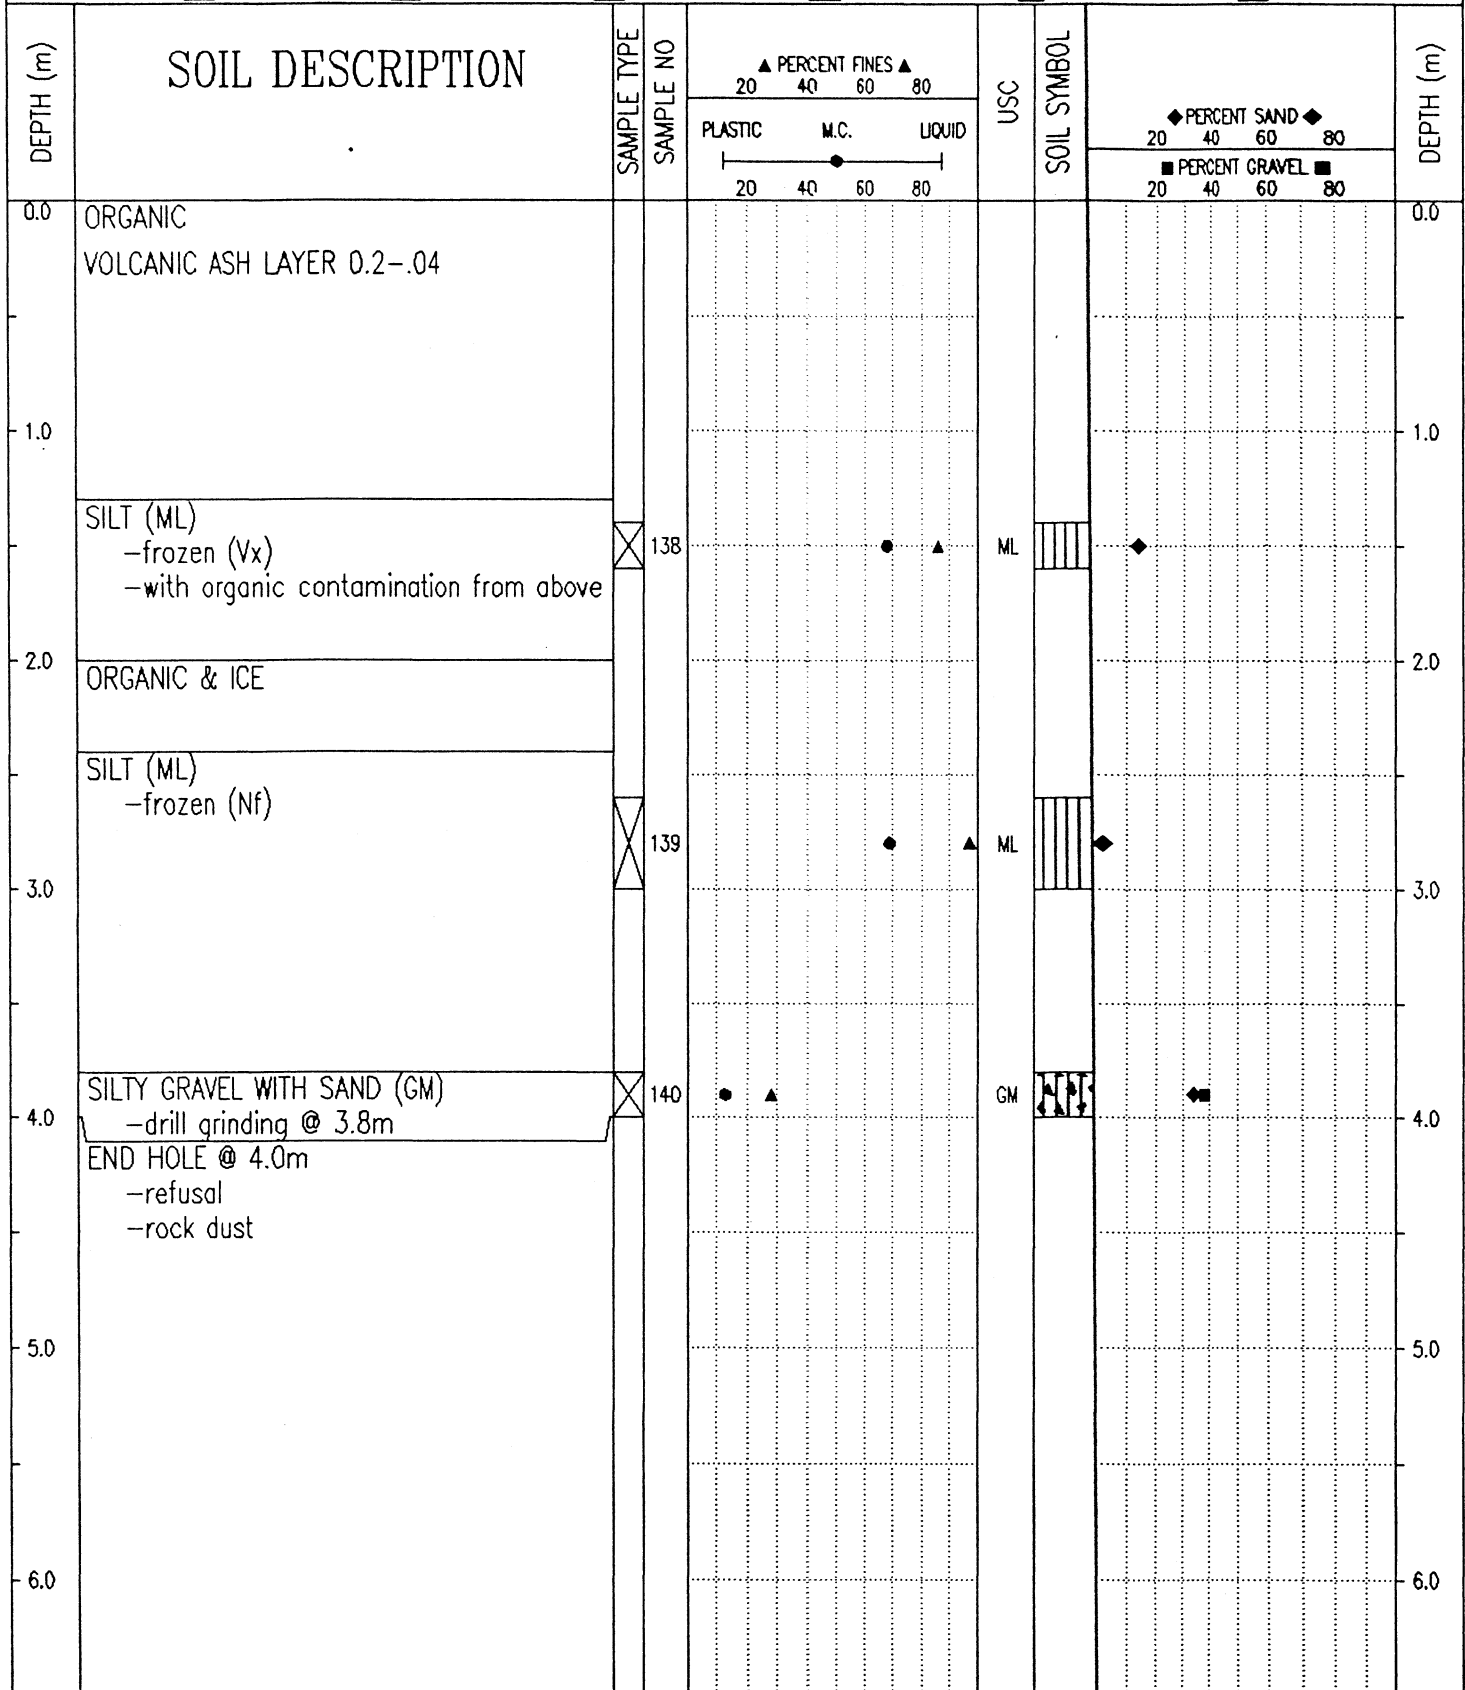 DEPTH (m)
SOIL DESCRIPTION
SAMPLE TYPE
SAMPLE NO
▲ PERCENT FINES ▲
20 40 60 80
PLASTIC M.C. LIQUID
20 40 60 80
USC
SOIL SYMBOL
◆ PERCENT SAND ◆
20 40 60 80
■ PERCENT GRAVEL ■
20 40 60 80
DEPTH (m)
0.0 ORGANIC 0.0
VOLCANIC ASH LAYER 0.2-.04
1.0 1.0
SILT (ML)
-frozen (Vx) 138 ML
-with organic contamination from above
2.0 ORGANIC & ICE 2.0
SILT (ML)
-frozen (Nf)
139 ML
3.0 3.0
SILTY GRAVEL WITH SAND (GM) 140 GM
4.0 -drill grinding @ 3.8m 4.0
END HOLE @ 4.0m
-refusal
-rock dust
5.0 5.0
6.0 6.0